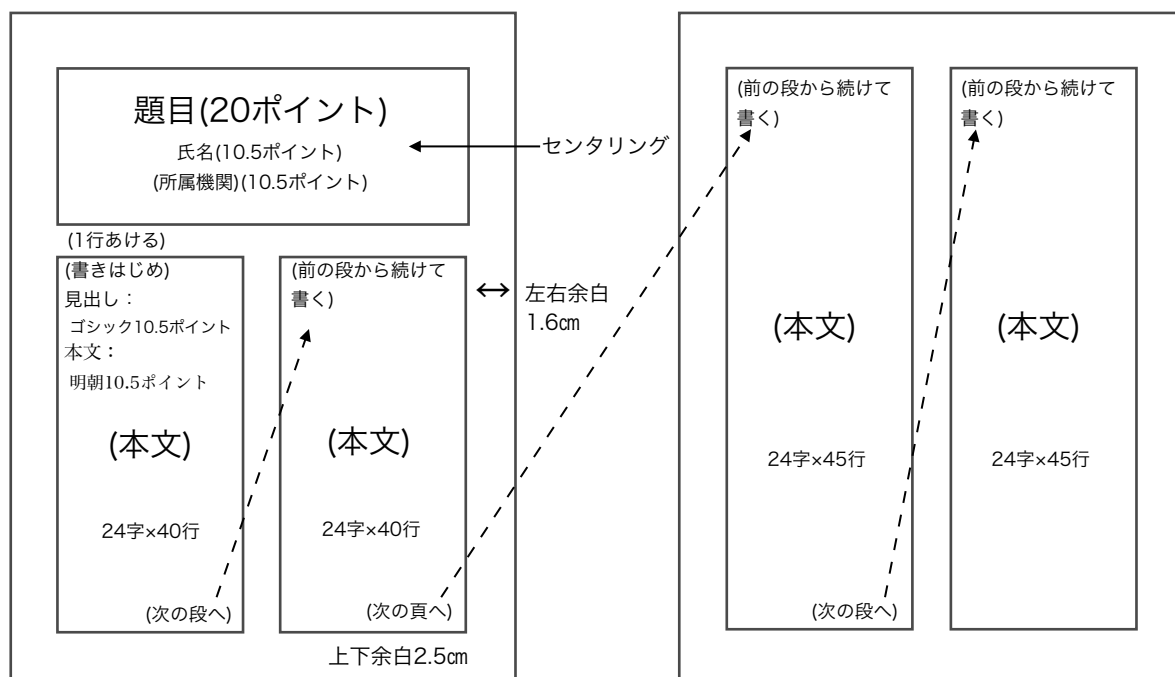 題目(20ポイント)
氏名(10.5ポイント)
(所属機関)(10.5ポイント)
センタリング
(1行あける)
(書きはじめ)
見出し：
ゴシック10.5ポイント
本文：
明朝10.5ポイント
(本文)
24字×40行
(次の段へ)
(前の段から続けて
書く)
(本文)
24字×40行
(次の頁へ)
左右余白
1.6㎝
上下余白2.5㎝
(前の段から続けて
書く)
(本文)
24字×45行
(次の段へ)
(前の段から続けて
書く)
(本文)
24字×45行